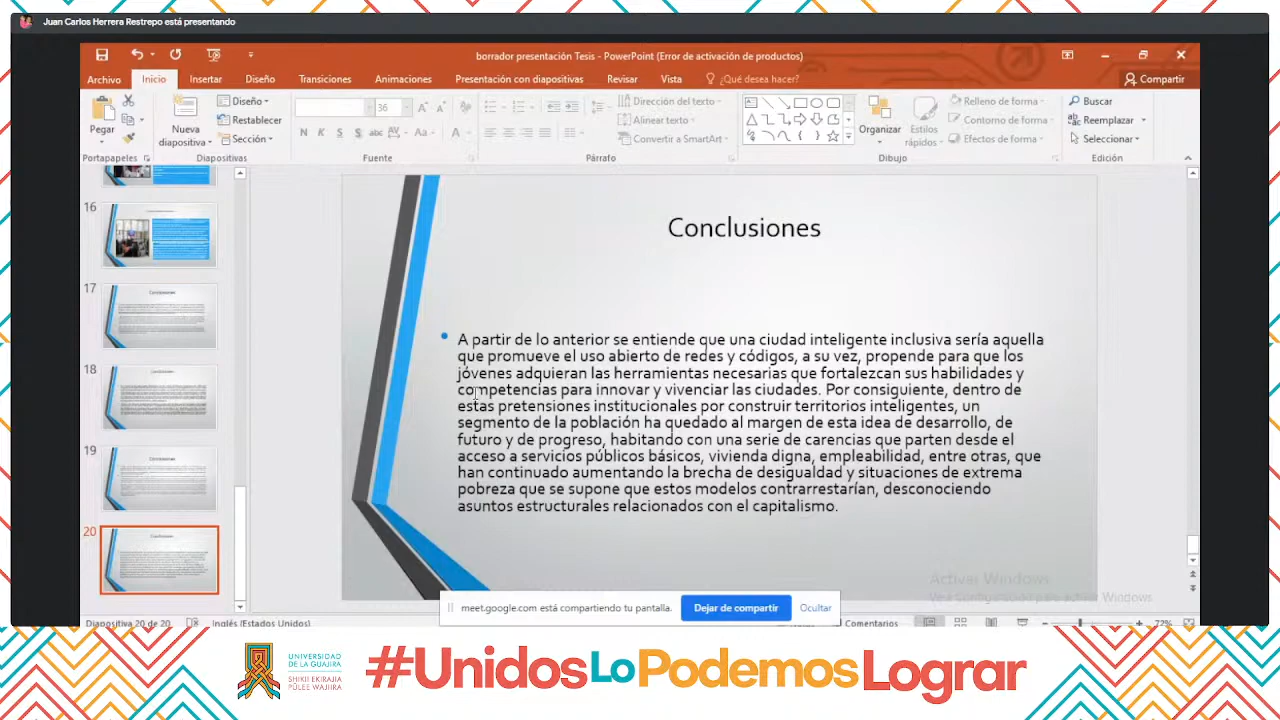 Juan Carlos Herrera Restrepo está presentando
borrador presentación Tesis - PowerPoint (Error de activación de productos)
Archivo Inicio Insertar Diseño Transiciones Animaciones Presentación con diapositivas Revisar Vista ¿Qué desea hacer? Compartir
Pegar
Nueva diapositiva
Diseño
Restablecer
Sección
36
N K S S abc AV Aa A
Dirección del texto
Alinear texto
Convertir a SmartArt
Organizar
Estilos rápidos
Relleno de forma
Contorno de forma
Efectos de forma
Buscar
Reemplazar
Seleccionar
Portapapeles Diapositivas Fuente Párrafo Dibujo Edición
16
17
18
19
20
Conclusiones
A partir de lo anterior se entiende que una ciudad inteligente inclusiva sería aquella
que promueve el uso abierto de redes y códigos, a su vez, propende para que los
jóvenes adquieran las herramientas necesarias que fortalezcan sus habilidades y
competencias para innovar y vivenciar las ciudades. Por consiguiente, dentro de
estas pretensiones institucionales por construir territorios inteligentes, un
segmento de la población ha quedado al margen de esta idea de desarrollo, de
futuro y de progreso, habitando con una serie de carencias que parten desde el
acceso a servicios públicos básicos, vivienda digna, empleabilidad, entre otras, que
han continuado aumentando la brecha de desigualdad y situaciones de extrema
pobreza que se supone que estos modelos contrarrestarían, desconociendo
asuntos estructurales relacionados con el capitalismo.
Activar Windows
meet.google.com está compartiendo tu pantalla. Dejar de compartir Ocultar
Diapositiva 20 de 20 Inglés (Estados Unidos) Comentarios 72%
UNIVERSIDAD
DE LA GUAJIRA
SHIKII EKIRAJIA
PÜLEE WAJIIRA
#UnidosLoPodemosLograr